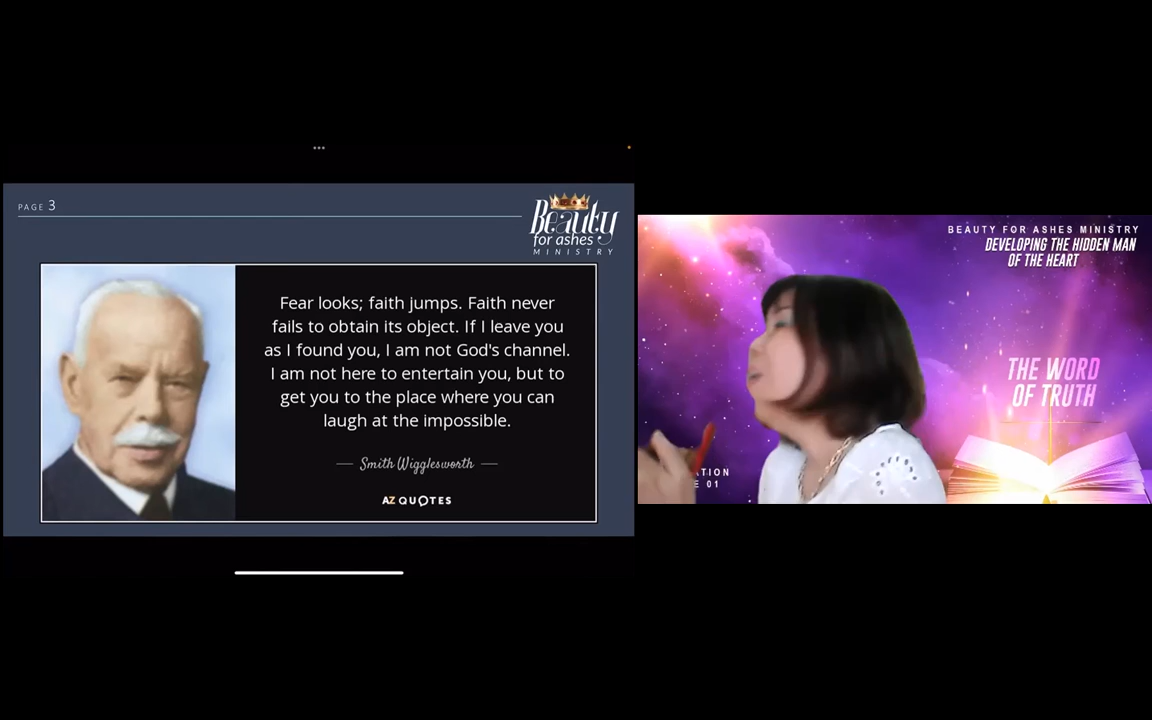 PAGE 3
Beauty
for ashes
MINISTRY
Fear looks; faith jumps. Faith never
fails to obtain its object. If I leave you
as I found you, I am not God's channel.
I am not here to entertain you, but to
get you to the place where you can
laugh at the impossible.
— Smith Wigglesworth —
AZ QUOTES
BEAUTY FOR ASHES MINISTRY
DEVELOPING THE HIDDEN MAN
OF THE HEART
THE WORD
OF TRUTH
01